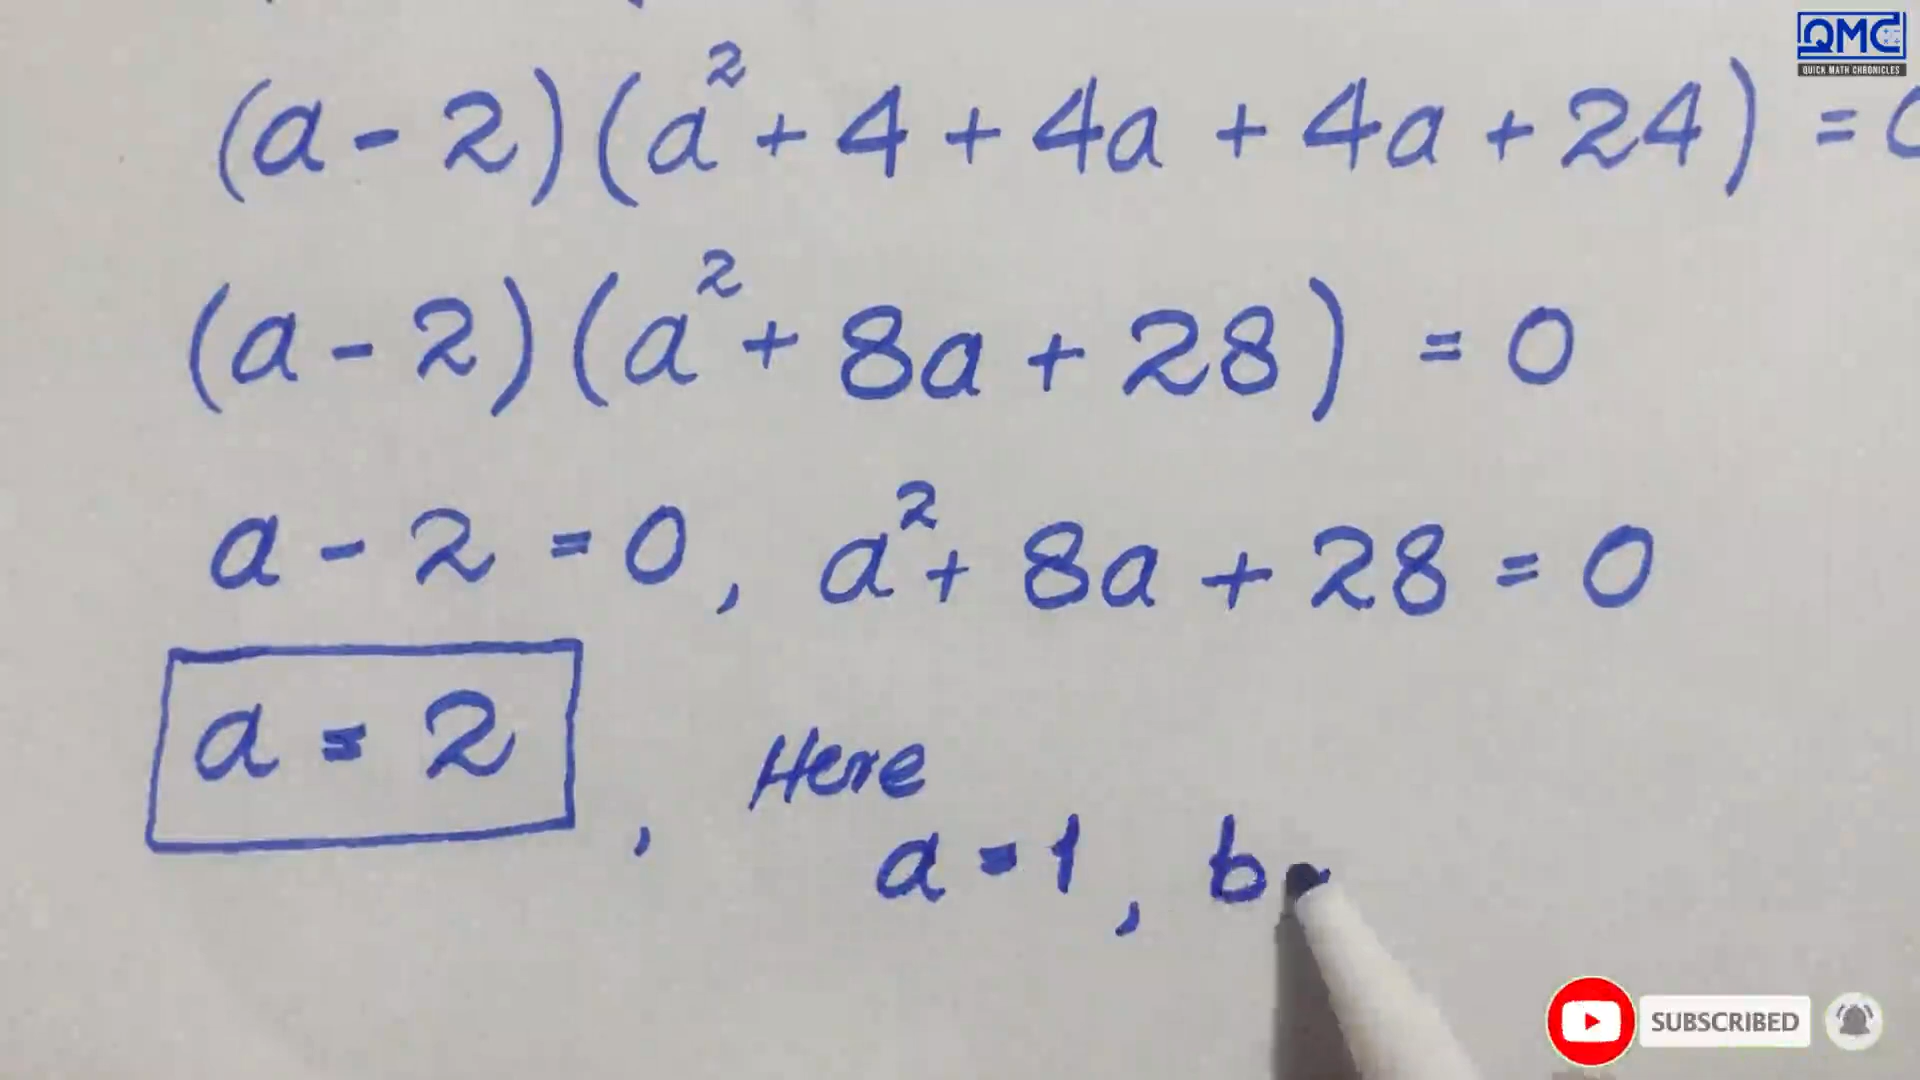 QMC
QUICK MATH CHRONICLES
(a - 2)(a² + 4 + 4a + 4a + 24) = 0
(a - 2)(a² + 8a + 28) = 0
a - 2 = 0, a² + 8a + 28 = 0
a = 2
, Here
a = 1, b
SUBSCRIBED